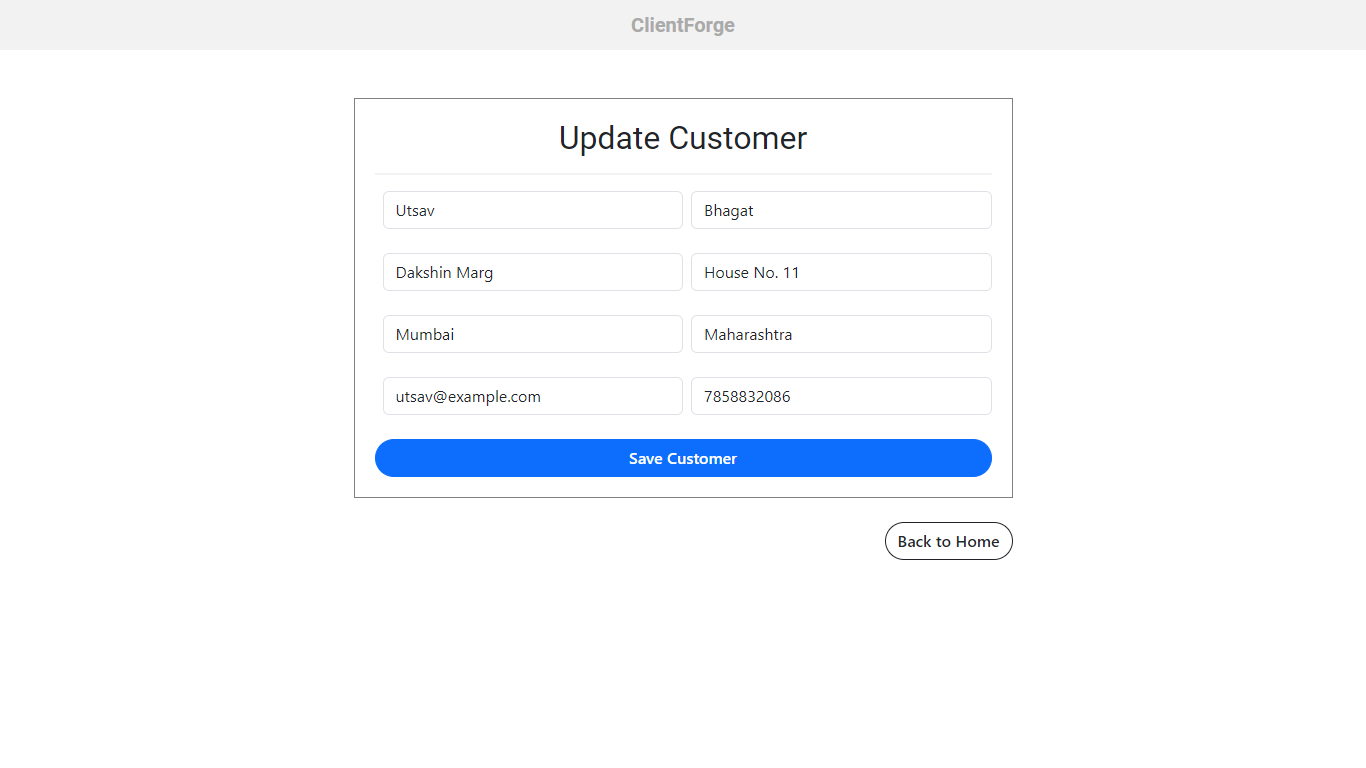 ClientForge
Update Customer
Utsav Bhagat
Dakshin Marg House No. 11
Mumbai Maharashtra
utsav@example.com 7858832086
Save Customer
Back to Home